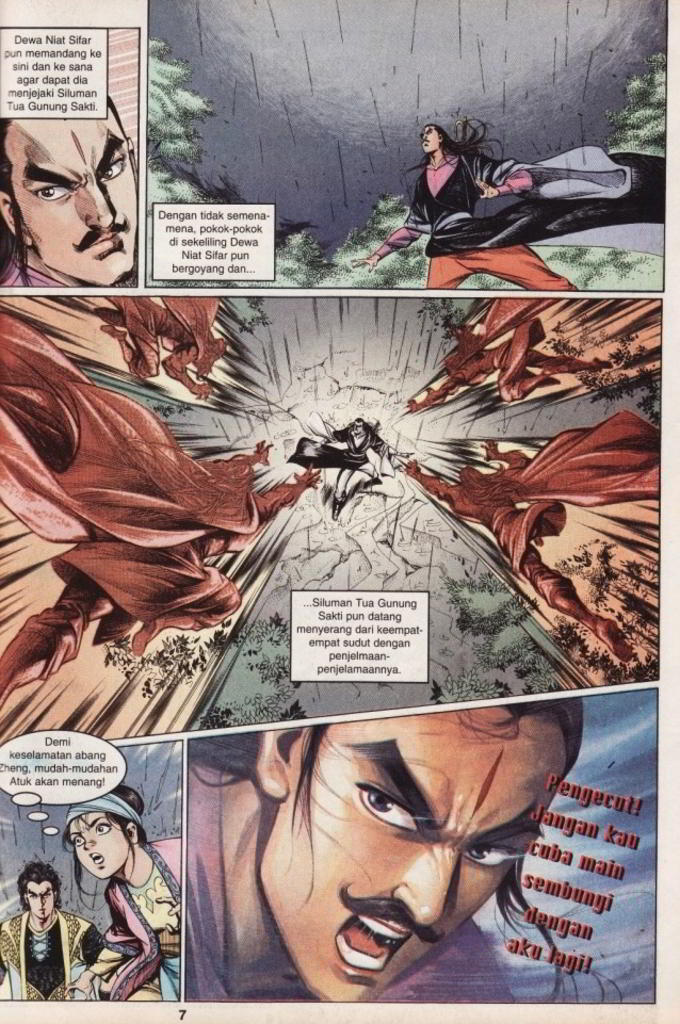 Dewa Niat Sifar
pun memandang ke
sini dan ke sana
agar dapat dia
menjejaki Siluman
Tua Gunung Sakti.
Dengan tidak semena-
mena, pokok-pokok
di sekeliling Dewa
Niat Sifar pun
bergoyang dan...
...Siluman Tua Gunung
Sakti pun datang
menyerang dari keempat-
empat sudut dengan
penjelmaan-
penjelamaannya.
Demi
keselamatan abang
Zheng, mudah-mudahan
Atuk akan menang!
Pengecut!
Jangan kau
cuba main
sembunyi
dengan
aku lagi!
7